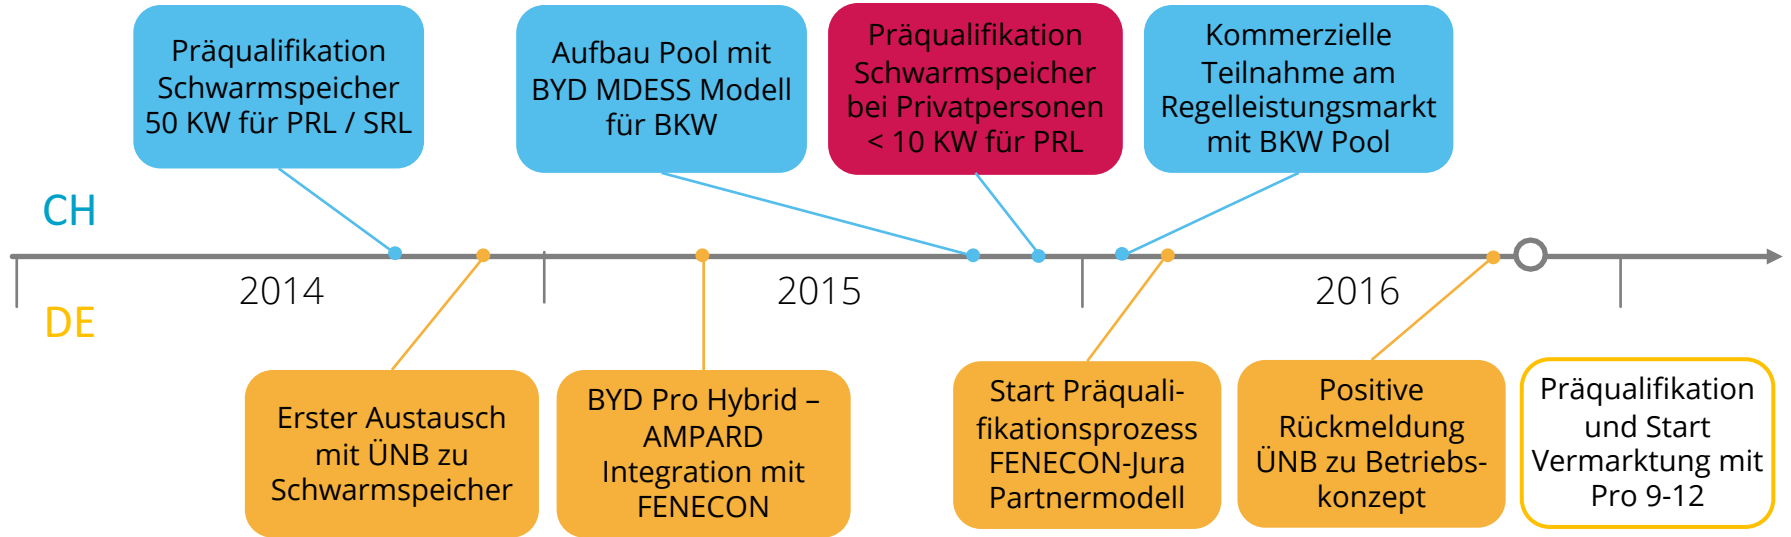 Präqualifikation
Schwarmspeicher
50 KW für PRL / SRL
Aufbau Pool mit
BYD MDESS Modell
für BKW
Präqualifikation
Schwarmspeicher
bei Privatpersonen
< 10 KW für PRL
Kommerzielle
Teilnahme am
Regelleistungsmarkt
mit BKW Pool
CH
2014
2015
2016
DE
Erster Austausch
mit ÜNB zu
Schwarmspeicher
BYD Pro Hybrid –
AMPARD
Integration mit
FENECON
Start Präquali-
fikationsprozess
FENECON-Jura
Partnermodell
Positive
Rückmeldung
ÜNB zu Betriebs-
konzept
Präqualifikation
und Start
Vermarktung mit
Pro 9-12